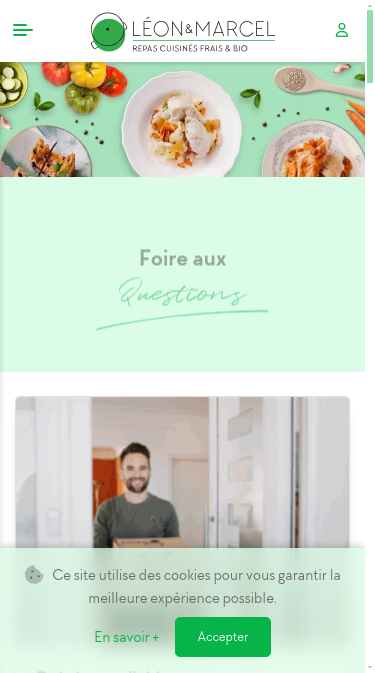 LÉON&MARCEL
REPAS CUISINÉS FRAIS & BIO
Foire aux
Questions
Ce site utilise des cookies pour vous garantir la
meilleure expérience possible.
En savoir +
Accepter